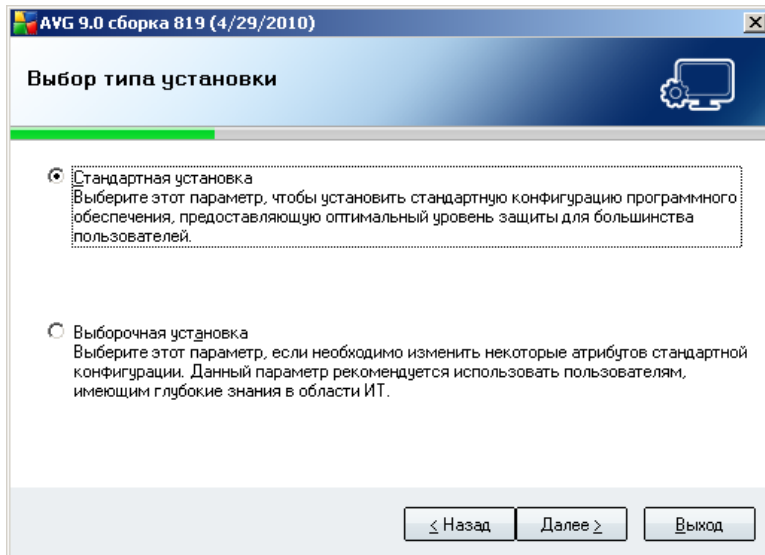 AVG 9.0 сборка 819 (4/29/2010)
Выбор типа установки
Стандартная установка
Выберите этот параметр, чтобы установить стандартную конфигурацию программного
обеспечения, предоставляющую оптимальный уровень защиты для большинства
пользователей.
Выборочная установка
Выберите этот параметр, если необходимо изменить некоторые атрибутов стандартной
конфигурации. Данный параметр рекомендуется использовать пользователям,
имеющим глубокие знания в области ИТ.
< Назад Далее > Выход